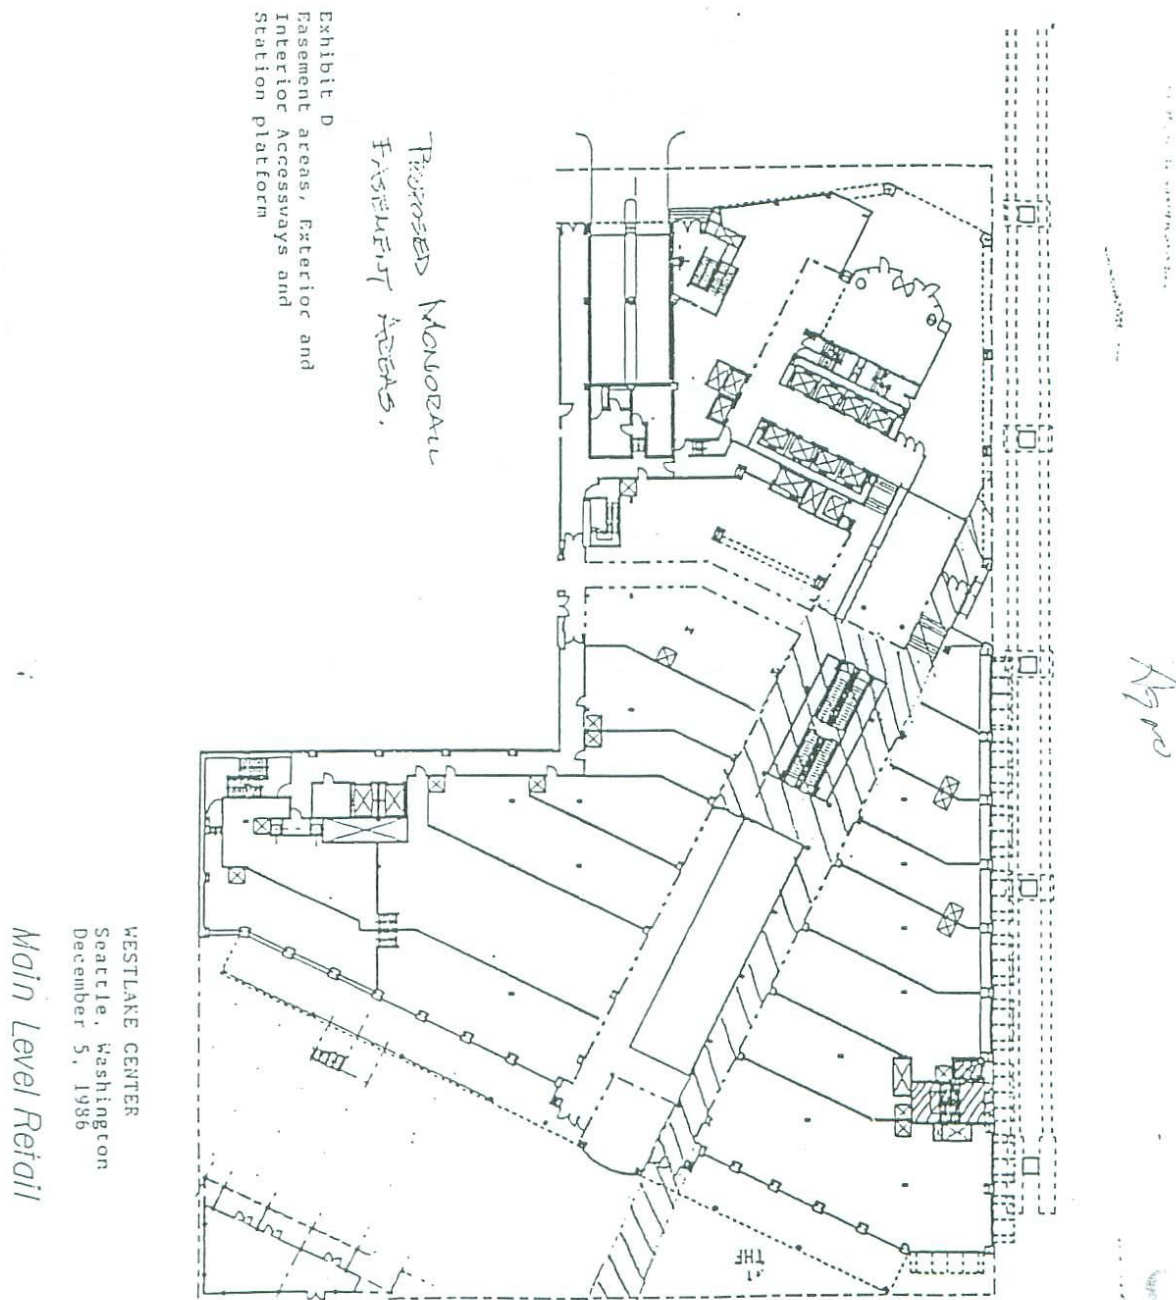 Exhibit D
Easement areas, Exterior and
Interior Accessways and
Station platform
PROPOSED MONORAIL
EASEMENT AREAS.
WESTLAKE CENTER
Seattle, Washington
December 5, 1986
Main Level Retail